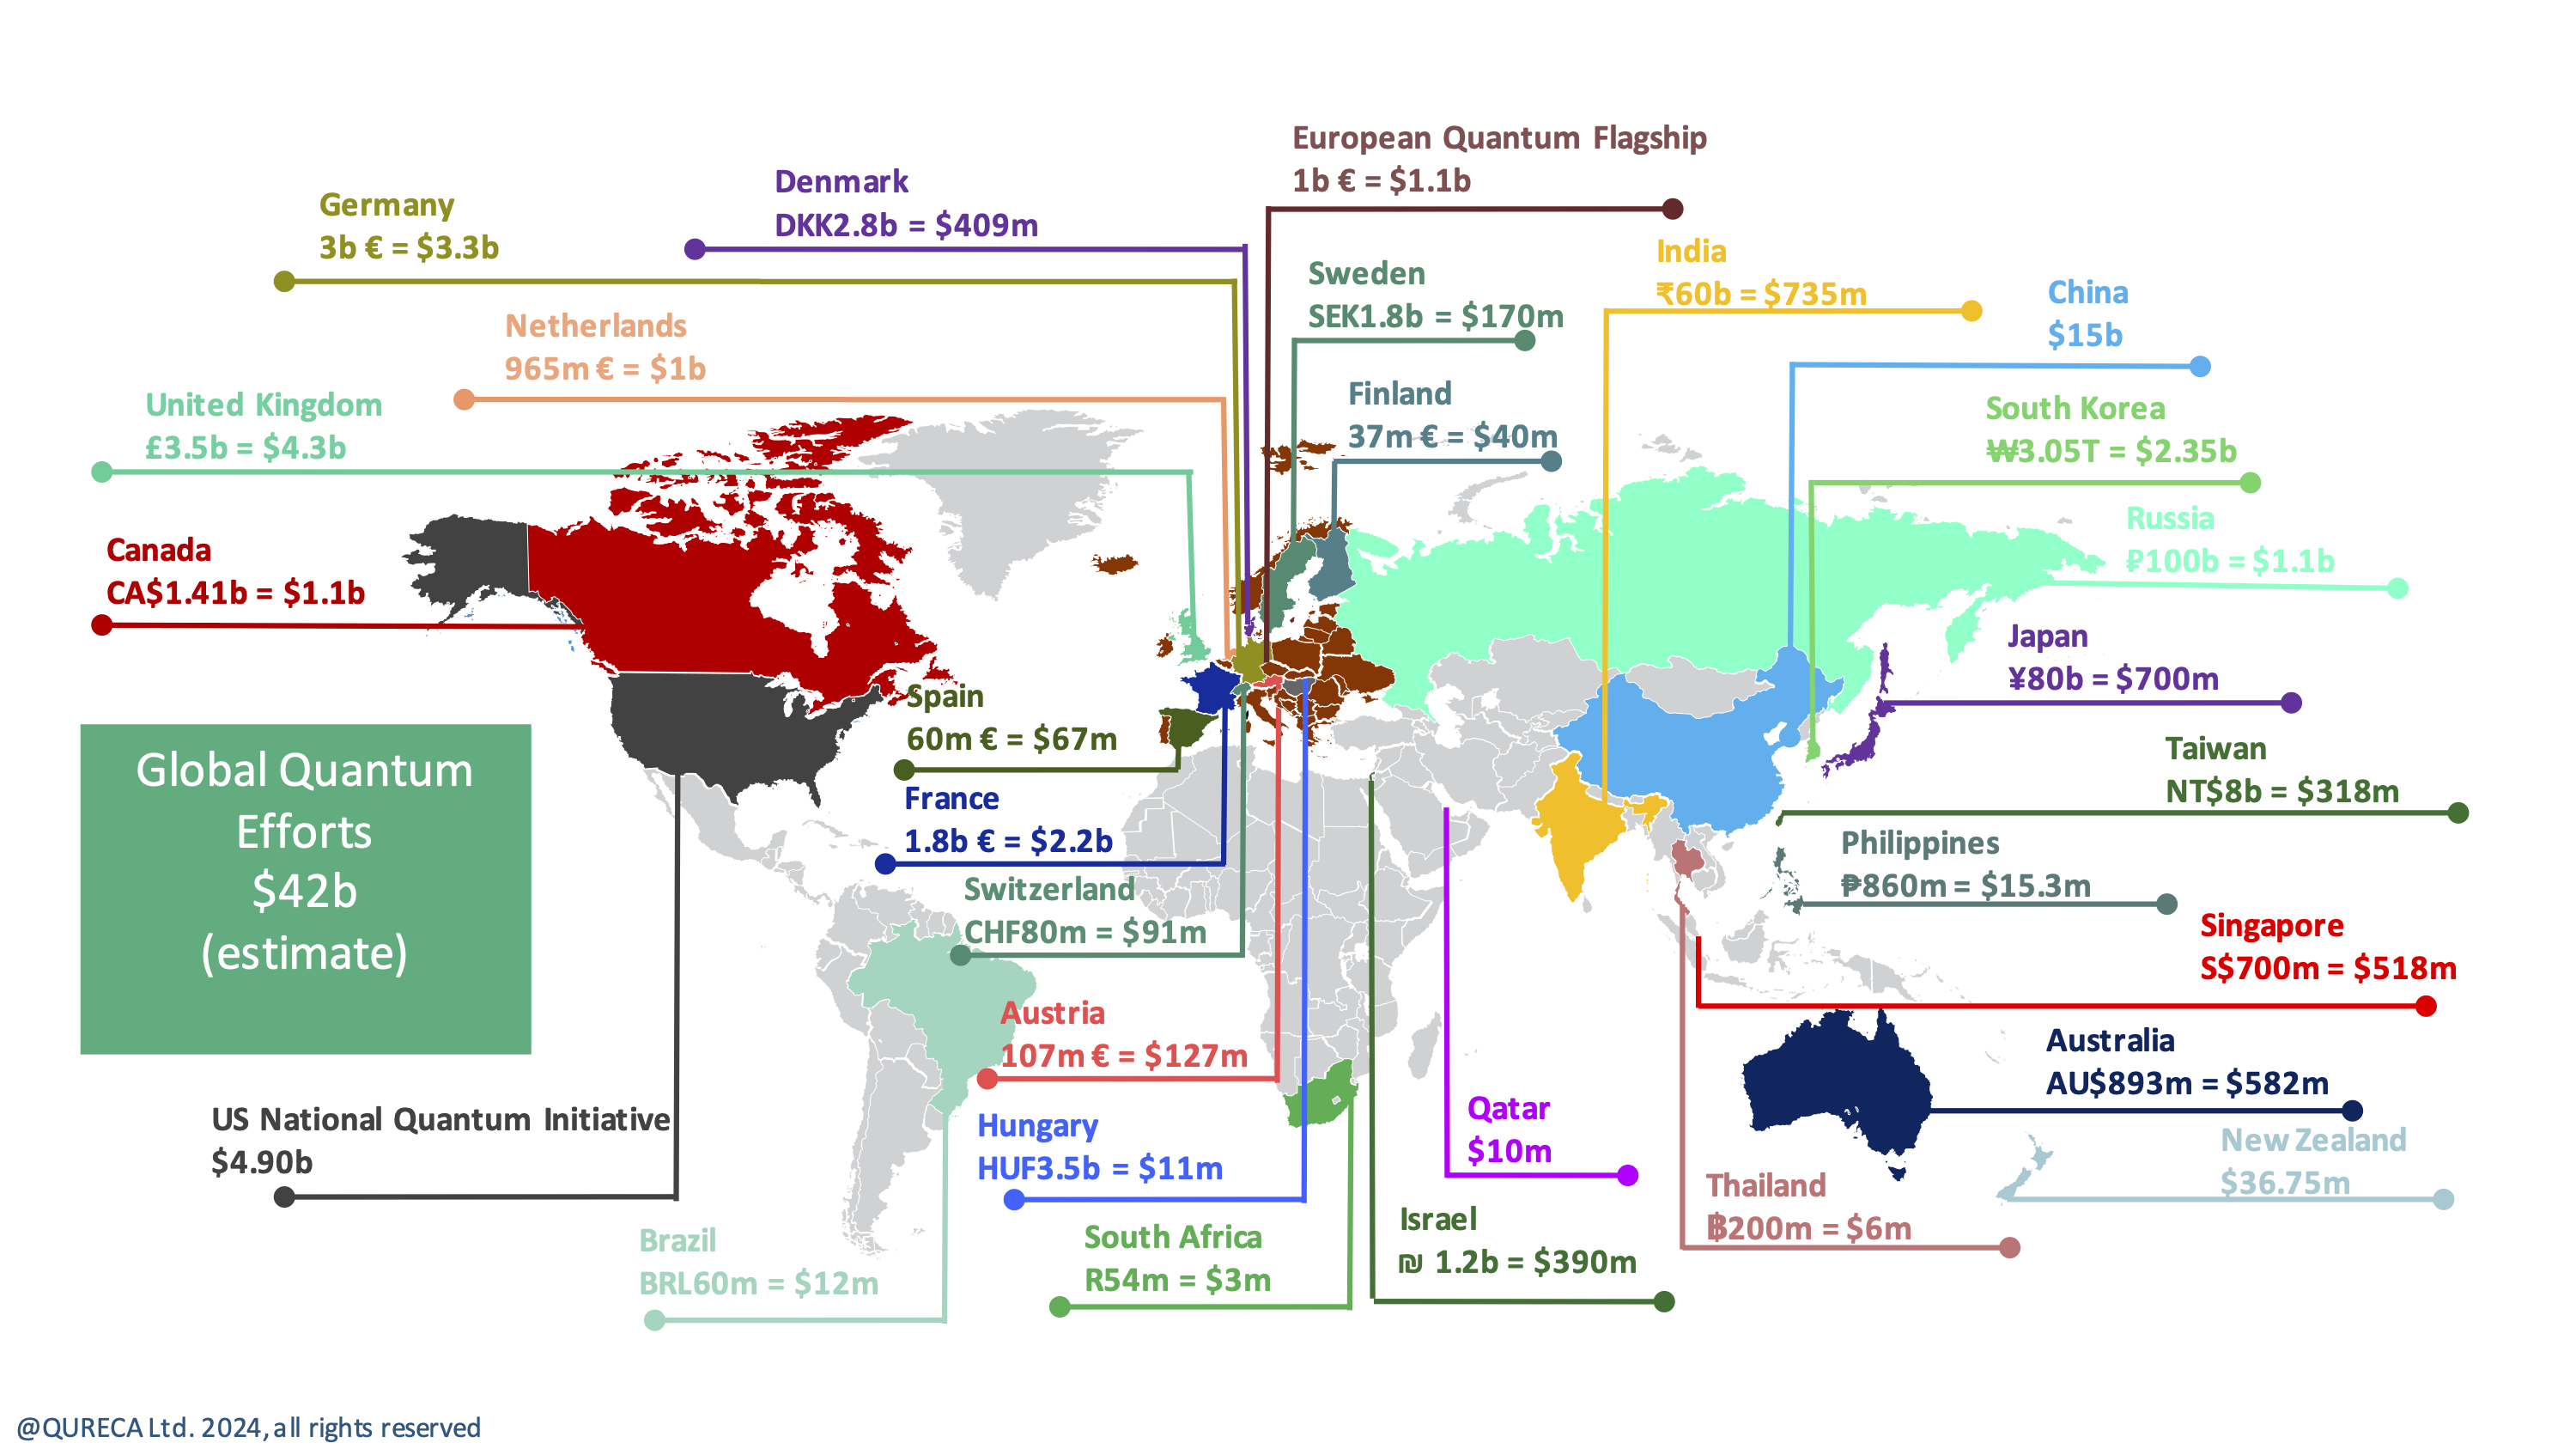 European Quantum Flagship
1b € = $1.1b
Denmark
DKK2.8b = $409m
Germany
3b € = $3.3b
India
₹60b = $735m
Sweden
SEK1.8b = $170m
China
$15b
Netherlands
965m € = $1b
Finland
37m € = $40m
United Kingdom
£3.5b = $4.3b
South Korea
₩3.05T = $2.35b
Russia
₽100b = $1.1b
Canada
CA$1.41b = $1.1b
Japan
¥80b = $700m
Spain
60m € = $67m
Taiwan
NT$8b = $318m
Global Quantum
Efforts
$42b
(estimate)
France
1.8b € = $2.2b
Philippines
₱860m = $15.3m
Switzerland
CHF80m = $91m
Singapore
S$700m = $518m
Austria
107m € = $127m
Australia
AU$893m = $582m
US National Quantum Initiative
$4.90b
Hungary
HUF3.5b = $11m
Qatar
$10m
New Zealand
$36.75m
Thailand
฿200m = $6m
Israel
₪ 1.2b = $390m
South Africa
R54m = $3m
Brazil
BRL60m = $12m
@QURECA Ltd. 2024, all rights reserved